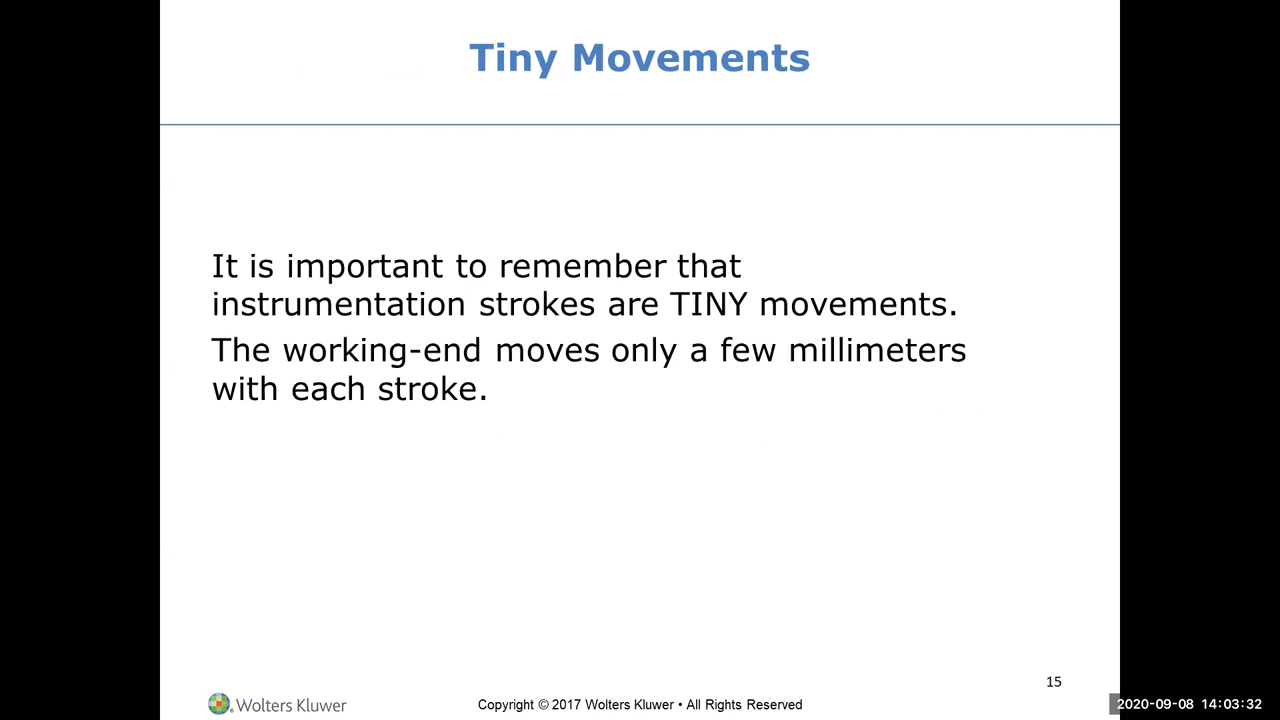 Tiny Movements
It is important to remember that
instrumentation strokes are TINY movements.
The working-end moves only a few millimeters
with each stroke.
15
Wolters Kluwer
Copyright © 2017 Wolters Kluwer • All Rights Reserved
2020-09-08 14:03:32